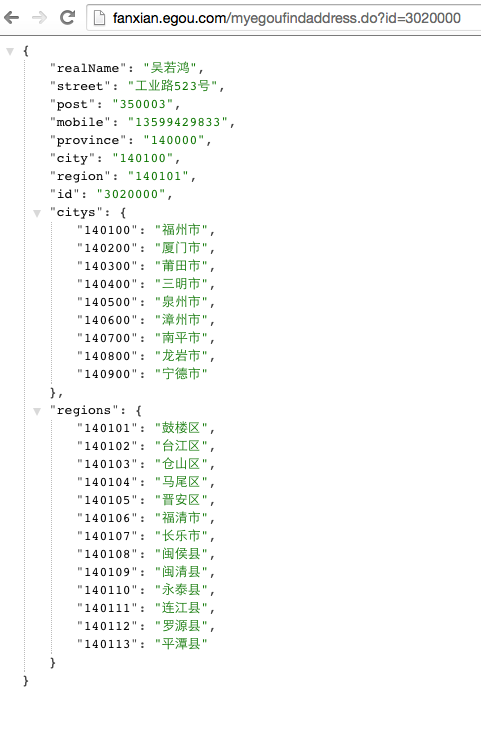 fanxian.egou.com/myegoufindaddress.do?id=3020000
{
"realName": "吴若鸿",
"street": "工业路523号",
"post": "350003",
"mobile": "13599429833",
"province": "140000",
"city": "140100",
"region": "140101",
"id": "3020000",
"citys": {
"140100": "福州市",
"140200": "厦门市",
"140300": "莆田市",
"140400": "三明市",
"140500": "泉州市",
"140600": "漳州市",
"140700": "南平市",
"140800": "龙岩市",
"140900": "宁德市"
},
"regions": {
"140101": "鼓楼区",
"140102": "台江区",
"140103": "仓山区",
"140104": "马尾区",
"140105": "晋安区",
"140106": "福清市",
"140107": "长乐市",
"140108": "闽侯县",
"140109": "闽清县",
"140110": "永泰县",
"140111": "连江县",
"140112": "罗源县",
"140113": "平潭县"
}
}